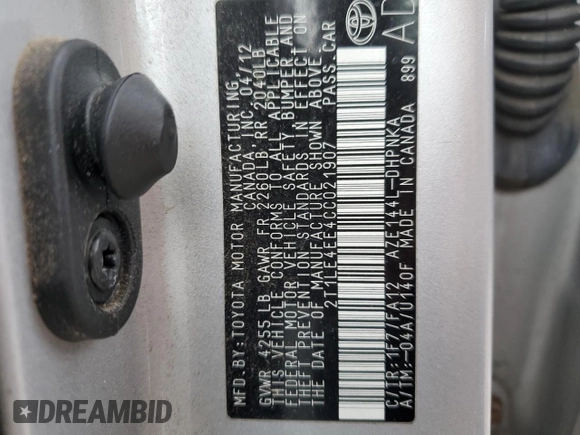 MFD. BY: TOYOTA MOTOR MANUFACTURING,
CANADA, INC. 04/12
GVWR 4255 LB GAWR FR 2260LB, RR 2040LB
THIS VEHICLE CONFORMS TO ALL APPLICABLE
FEDERAL MOTOR VEHICLE SAFETY, BUMPER AND
THEFT PREVENTION STANDARDS IN EFFECT ON
THE DATE OF MANUFACTURE SHOWN ABOVE.
2T1LE4EE4CC021907 PASS. CAR
C/TR: 1F7/FA12 AZET44L-DHPNKA
A/TM: -04A/U140F MADE IN CANADA 899
AD
DREAMBID